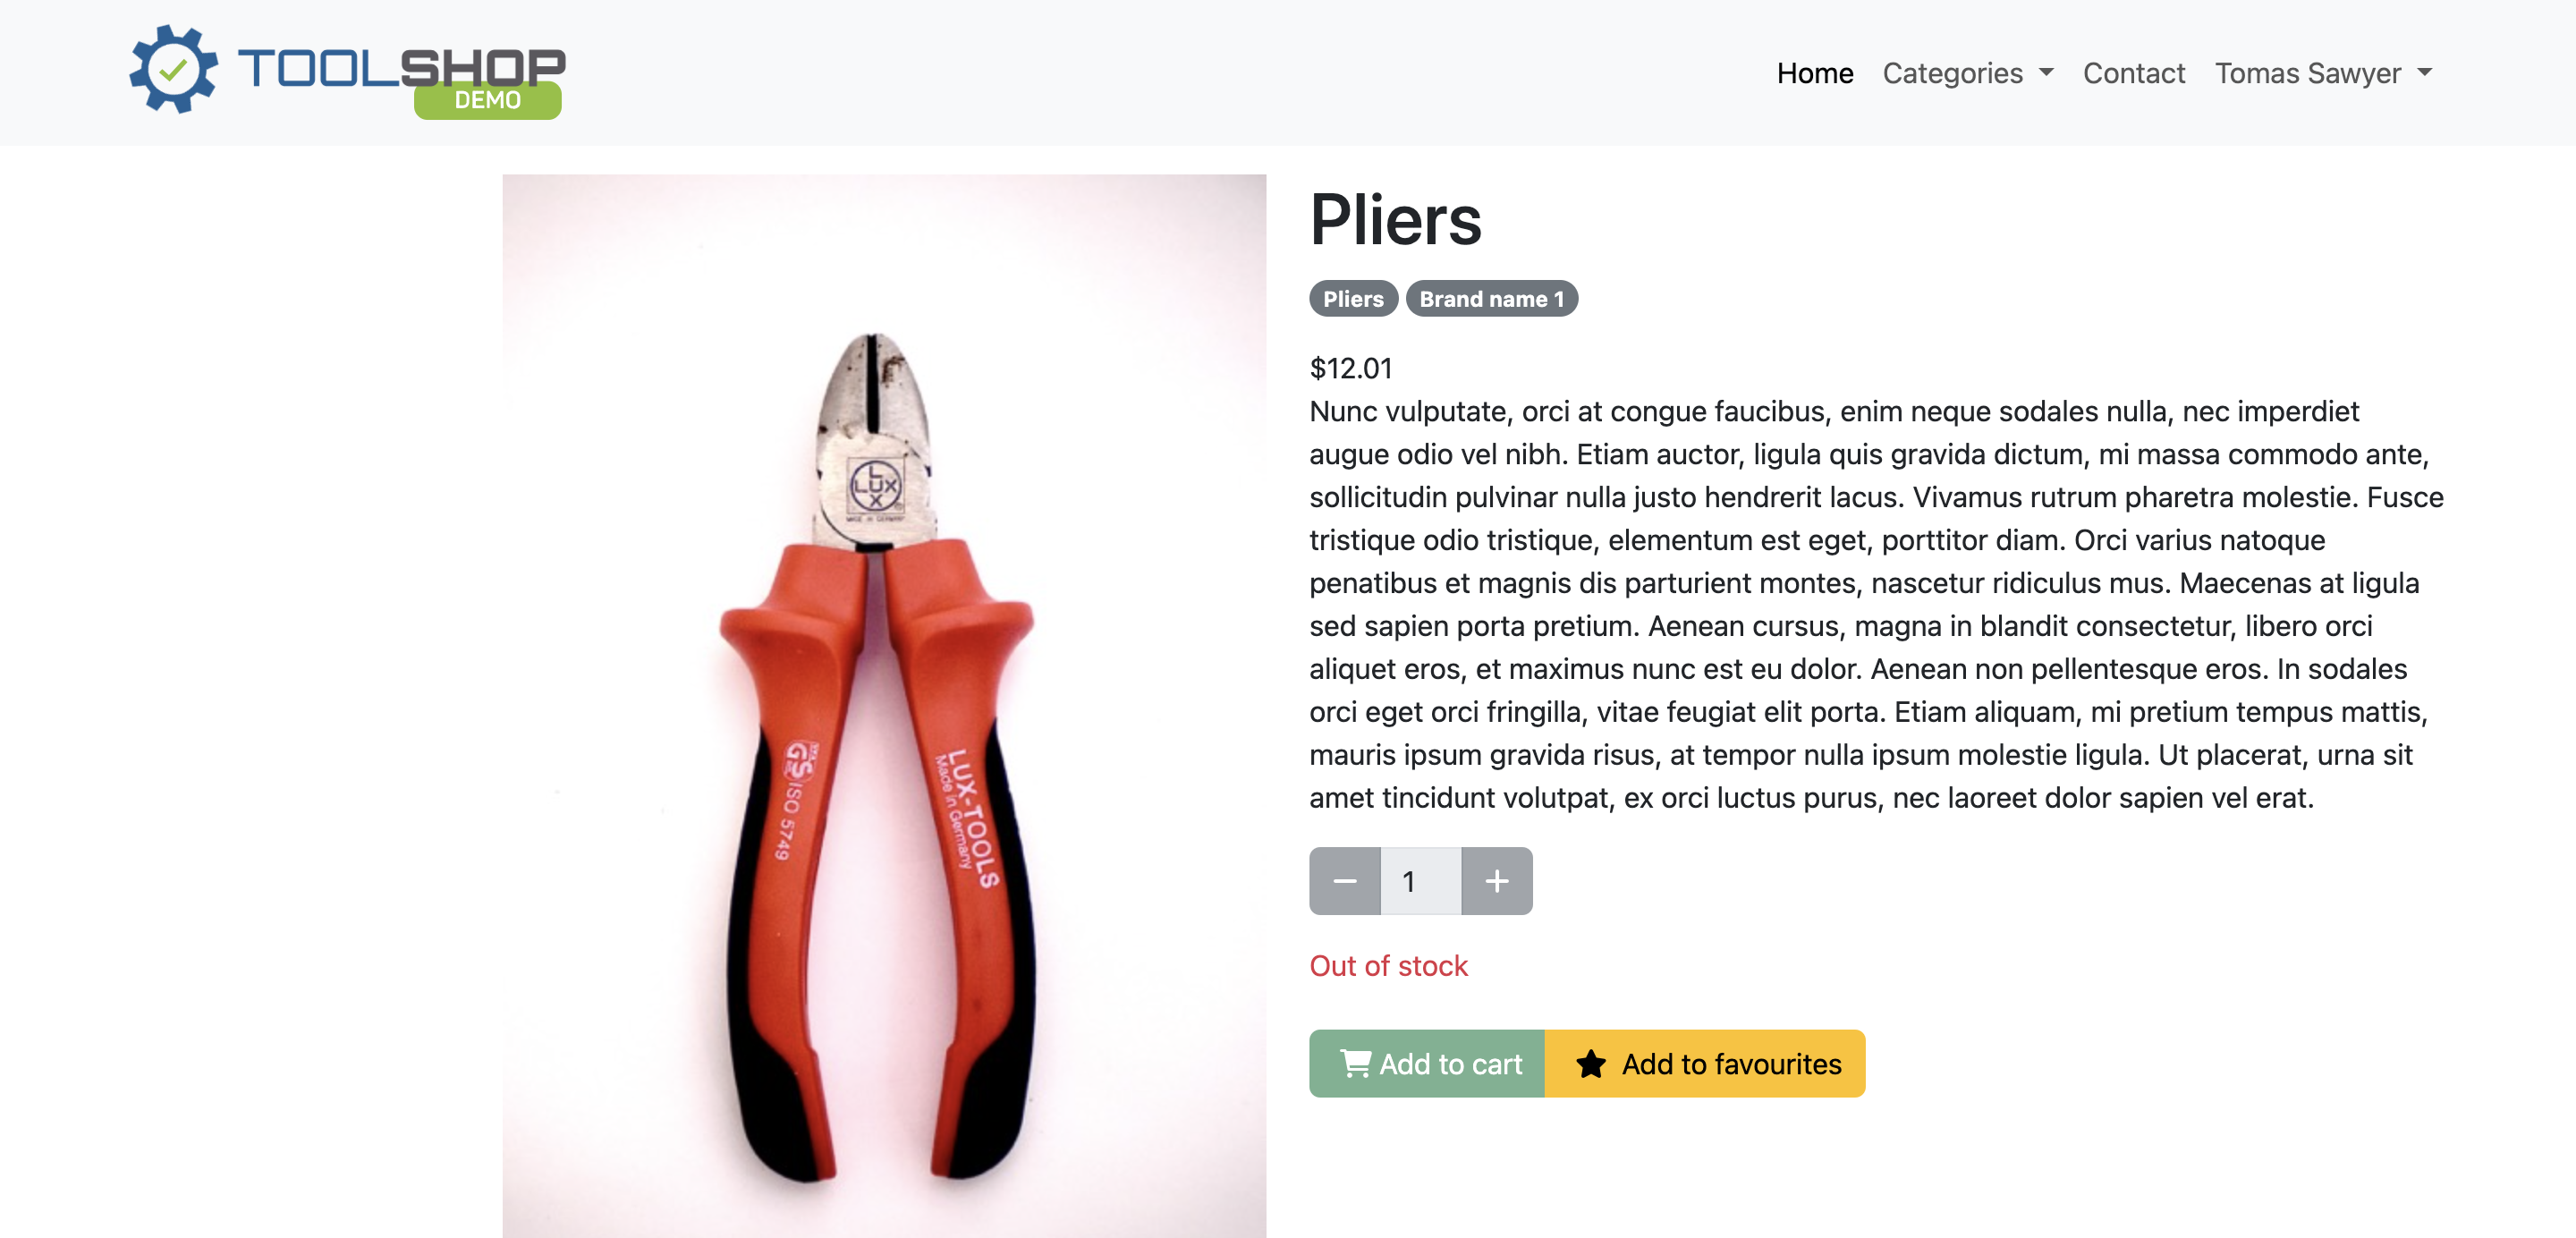 TOOLSHOP
DEMO
Home Categories Contact Tomas Sawyer
Pliers
Pliers Brand name 1
$12.01
Nunc vulputate, orci at congue faucibus, enim neque sodales nulla, nec imperdiet
augue odio vel nibh. Etiam auctor, ligula quis gravida dictum, mi massa commodo ante,
sollicitudin pulvinar nulla justo hendrerit lacus. Vivamus rutrum pharetra molestie. Fusce
tristique odio tristique, elementum est eget, porttitor diam. Orci varius natoque
penatibus et magnis dis parturient montes, nascetur ridiculus mus. Maecenas at ligula
sed sapien porta pretium. Aenean cursus, magna in blandit consectetur, libero orci
aliquet eros, et maximus nunc est eu dolor. Aenean non pellentesque eros. In sodales
orci eget orci fringilla, vitae feugiat elit porta. Etiam aliquam, mi pretium tempus mattis,
mauris ipsum gravida risus, at tempor nulla ipsum molestie ligula. Ut placerat, urna sit
amet tincidunt volutpat, ex orci luctus purus, nec laoreet dolor sapien vel erat.
1
Out of stock
Add to cart Add to favourites
LUX
LUX
MADE IN GERMANY
GS ISO 5749
LUX-TOOLS
Made in Germany